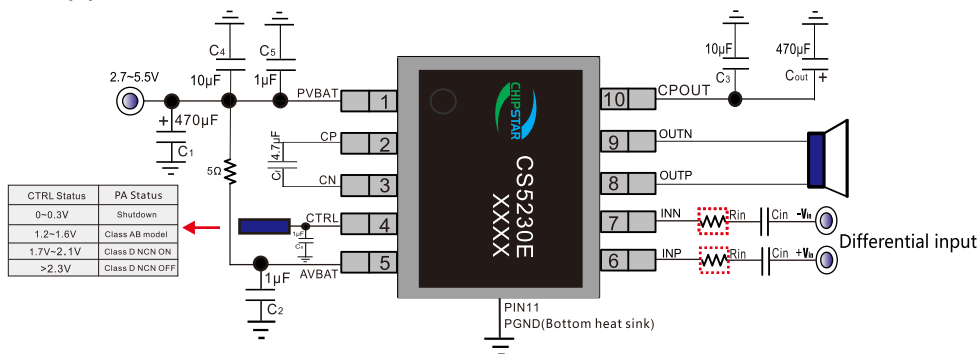 C4
10μF
C5
1μF
10μF
C3
470μF
Cout
+
2.7~5.5V
PVBAT
1
10
CPOUT
+
470μF
C1
CP
2
4.7μF
Cf
CHIPSTAR
CS5230E
XXXX
9
OUTN
CN
3
8
OUTP
5Ω
CTRL Status
PA Status
0~0.3V
Shutdown
1.2~1.6V
Class AB model
1.7V~2.1V
Class D NCN ON
>2.3V
Class D NCN OFF
CTRL
4
1μF
7
INN
Rin
Cin
-Vin
Differential input
AVBAT
5
6
INP
Rin
Cin
+Vin
1μF
C2
PIN11
PGND(Bottom heat sink)